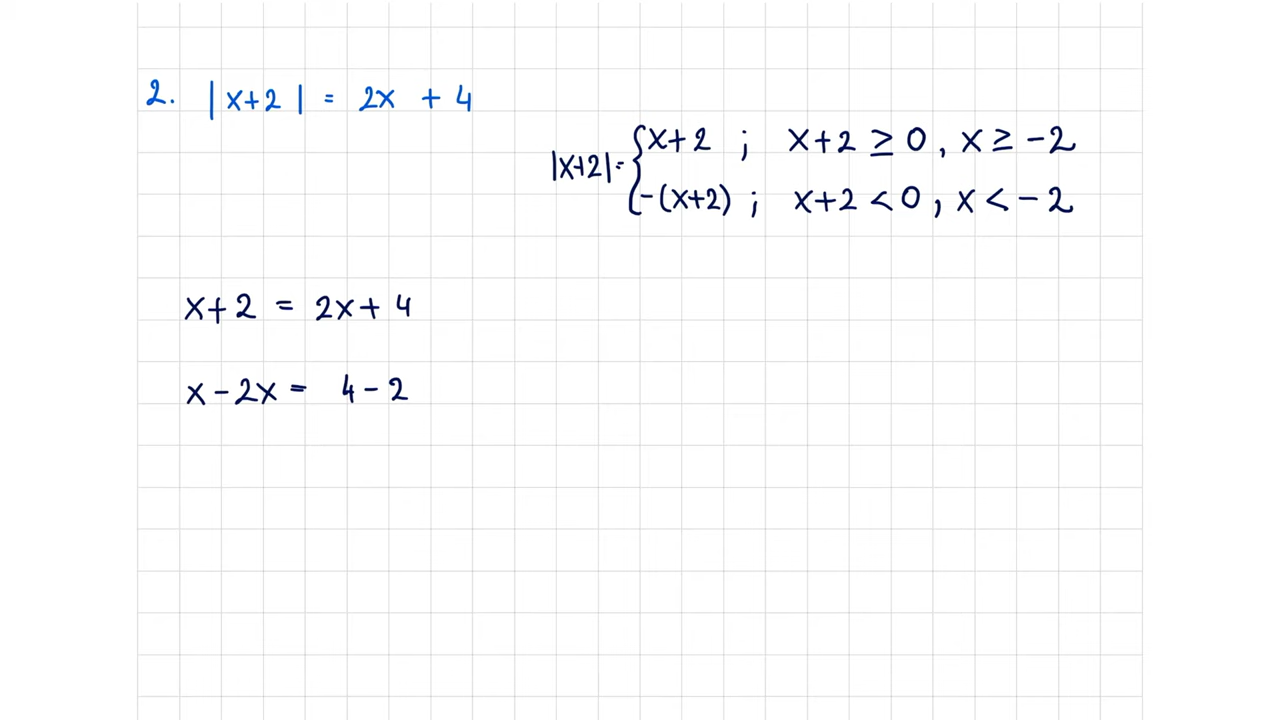 2. |x+2| = 2x + 4
|x+2| = { x+2 ; x+2 ≥ 0, x ≥ -2
-(x+2) ; x+2 < 0, x < -2
x+2 = 2x+4
x-2x = 4-2